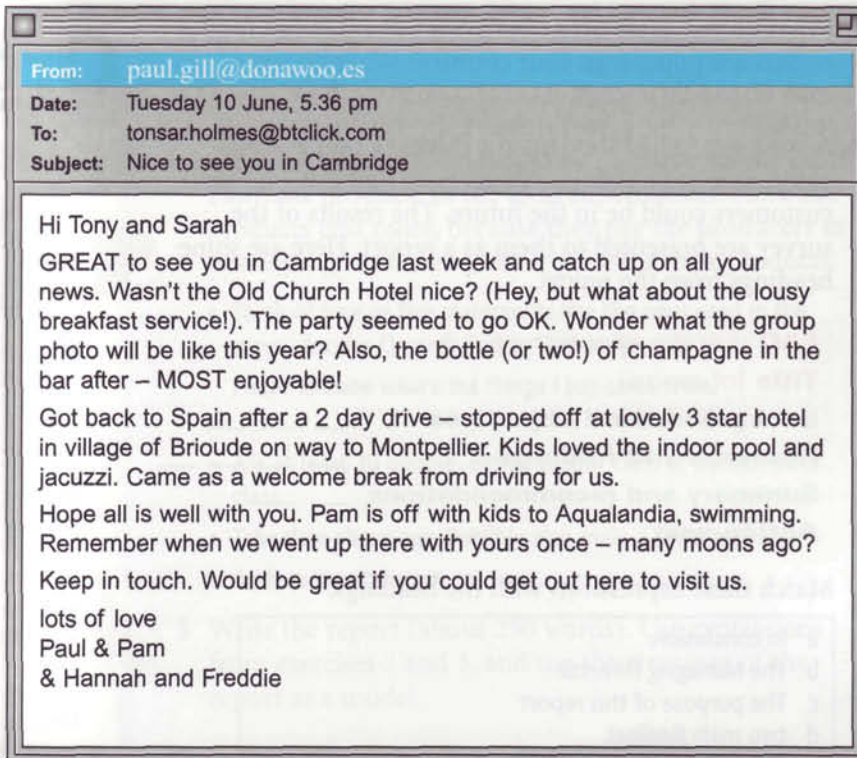 From: paul.gill@donawoo.es
Date: Tuesday 10 June, 5.36 pm
To: tonsar.holmes@btclick.com
Subject: Nice to see you in Cambridge
Hi Tony and Sarah
GREAT to see you in Cambridge last week and catch up on all your
news. Wasn't the Old Church Hotel nice? (Hey, but what about the lousy
breakfast service!). The party seemed to go OK. Wonder what the group
photo will be like this year? Also, the bottle (or two!) of champagne in the
bar after – MOST enjoyable!
Got back to Spain after a 2 day drive – stopped off at lovely 3 star hotel
in village of Brioude on way to Montpellier. Kids loved the indoor pool and
jacuzzi. Came as a welcome break from driving for us.
Hope all is well with you. Pam is off with kids to Aqualandia, swimming.
Remember when we went up there with yours once – many moons ago?
Keep in touch. Would be great if you could get out here to visit us.
lots of love
Paul & Pam
& Hannah and Freddie